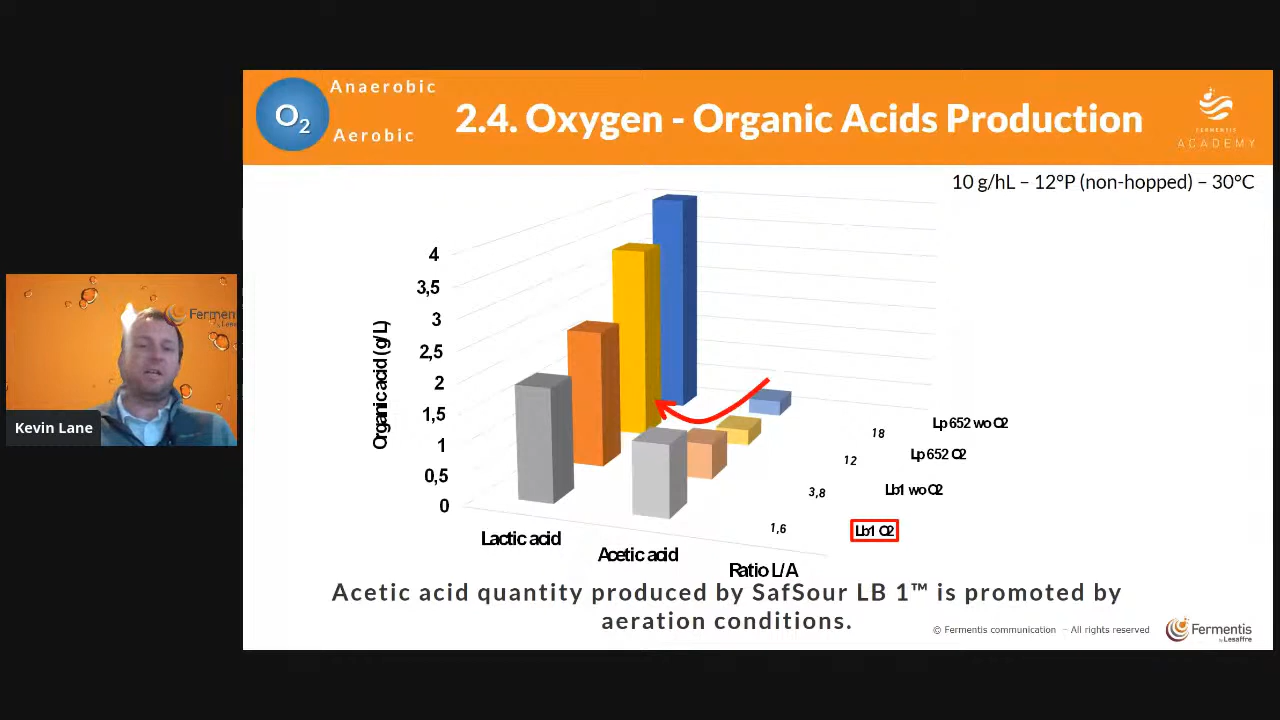 Anaerobic
O2
Aerobic
2.4. Oxygen - Organic Acids Production
FERMENTIS
ACADEMY
10 g/hL – 12°P (non-hopped) – 30°C
4
3,5
3
2,5
2
1,5
1
0,5
0
Organic acid (g/L)
Lactic acid
Acetic acid
Ratio L/A
18
12
3,8
1,6
Lp 652 wo O2
Lp 652 O2
Lb1 wo O2
Lb1 O2
Acetic acid quantity produced by SafSour LB 1™ is promoted by
aeration conditions.
© Fermentis communication – All rights reserved
Fermentis
by Lesaffre
Kevin Lane